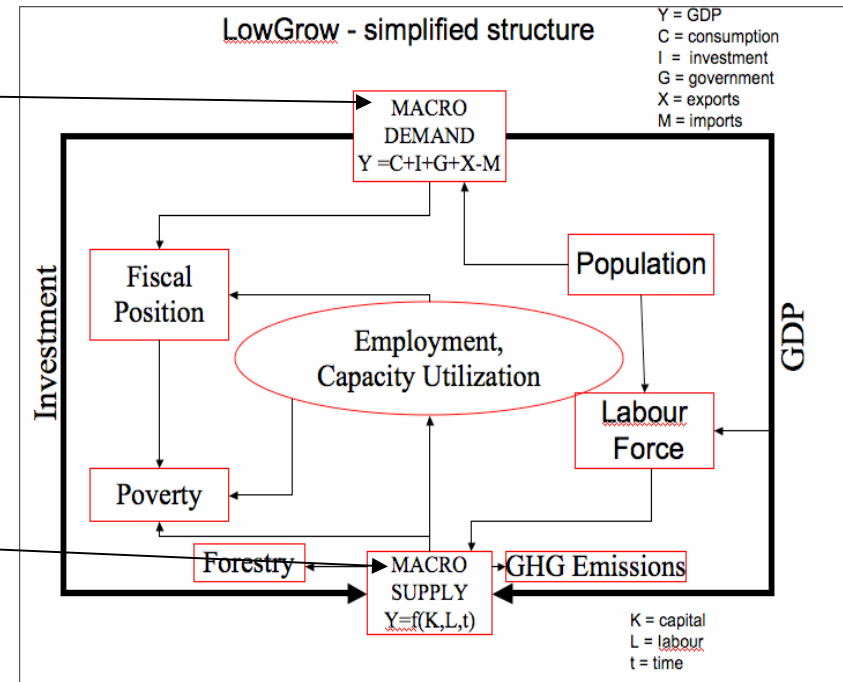 LowGrow - simplified structure
Y = GDP
C = consumption
I = investment
G = government
X = exports
M = imports
MACRO
DEMAND
Y =C+I+G+X-M
Fiscal
Position
Population
Investment
GDP
Employment,
Capacity Utilization
Labour
Force
Poverty
Forestry
MACRO
SUPPLY
Y=f(K,L,t)
GHG Emissions
K = capital
L = labour
t = time